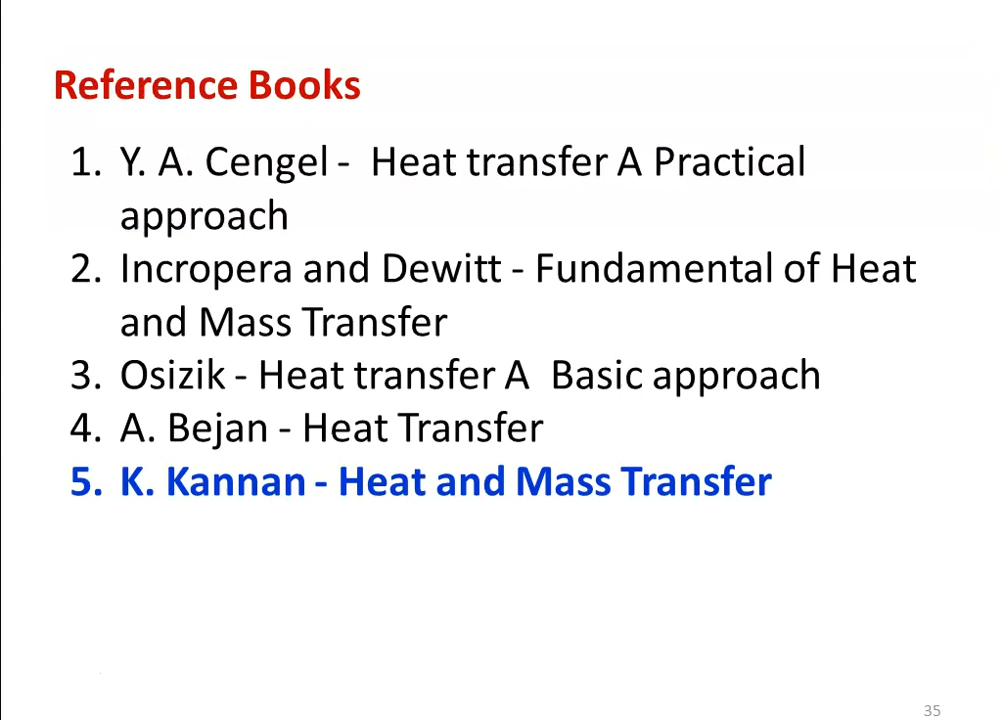 Reference Books
1. Y. A. Cengel - Heat transfer A Practical
approach
2. Incropera and Dewitt - Fundamental of Heat
and Mass Transfer
3. Osizik - Heat transfer A Basic approach
4. A. Bejan - Heat Transfer
5. K. Kannan - Heat and Mass Transfer
35